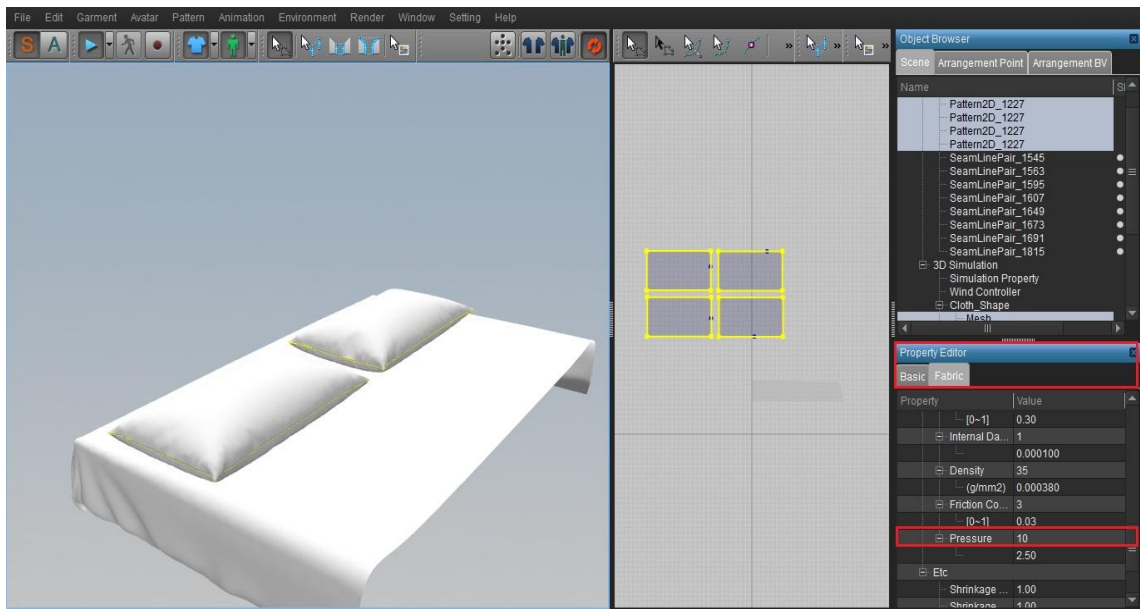 File Edit Garment Avatar Pattern Animation Environment Render Window Setting Help
S A
» » »
Object Browser
Scene Arrangement Point Arrangement BV
Name
Pattern2D_1227
Pattern2D_1227
Pattern2D_1227
Pattern2D_1227
SeamLinePair_1545
SeamLinePair_1563
SeamLinePair_1595
SeamLinePair_1607
SeamLinePair_1649
SeamLinePair_1673
SeamLinePair_1691
SeamLinePair_1815
3D Simulation
Simulation Property
Wind Controller
Cloth_Shape
Mesh
Property Editor
Basic Fabric
Property Value
[0~1] 0.30
Internal Da... 1
0.000100
Density 35
(g/mm2) 0.000380
Friction Co... 3
[0~1] 0.03
Pressure 10
2.50
Etc
Shrinkage ... 1.00
Shrinkage 1.00